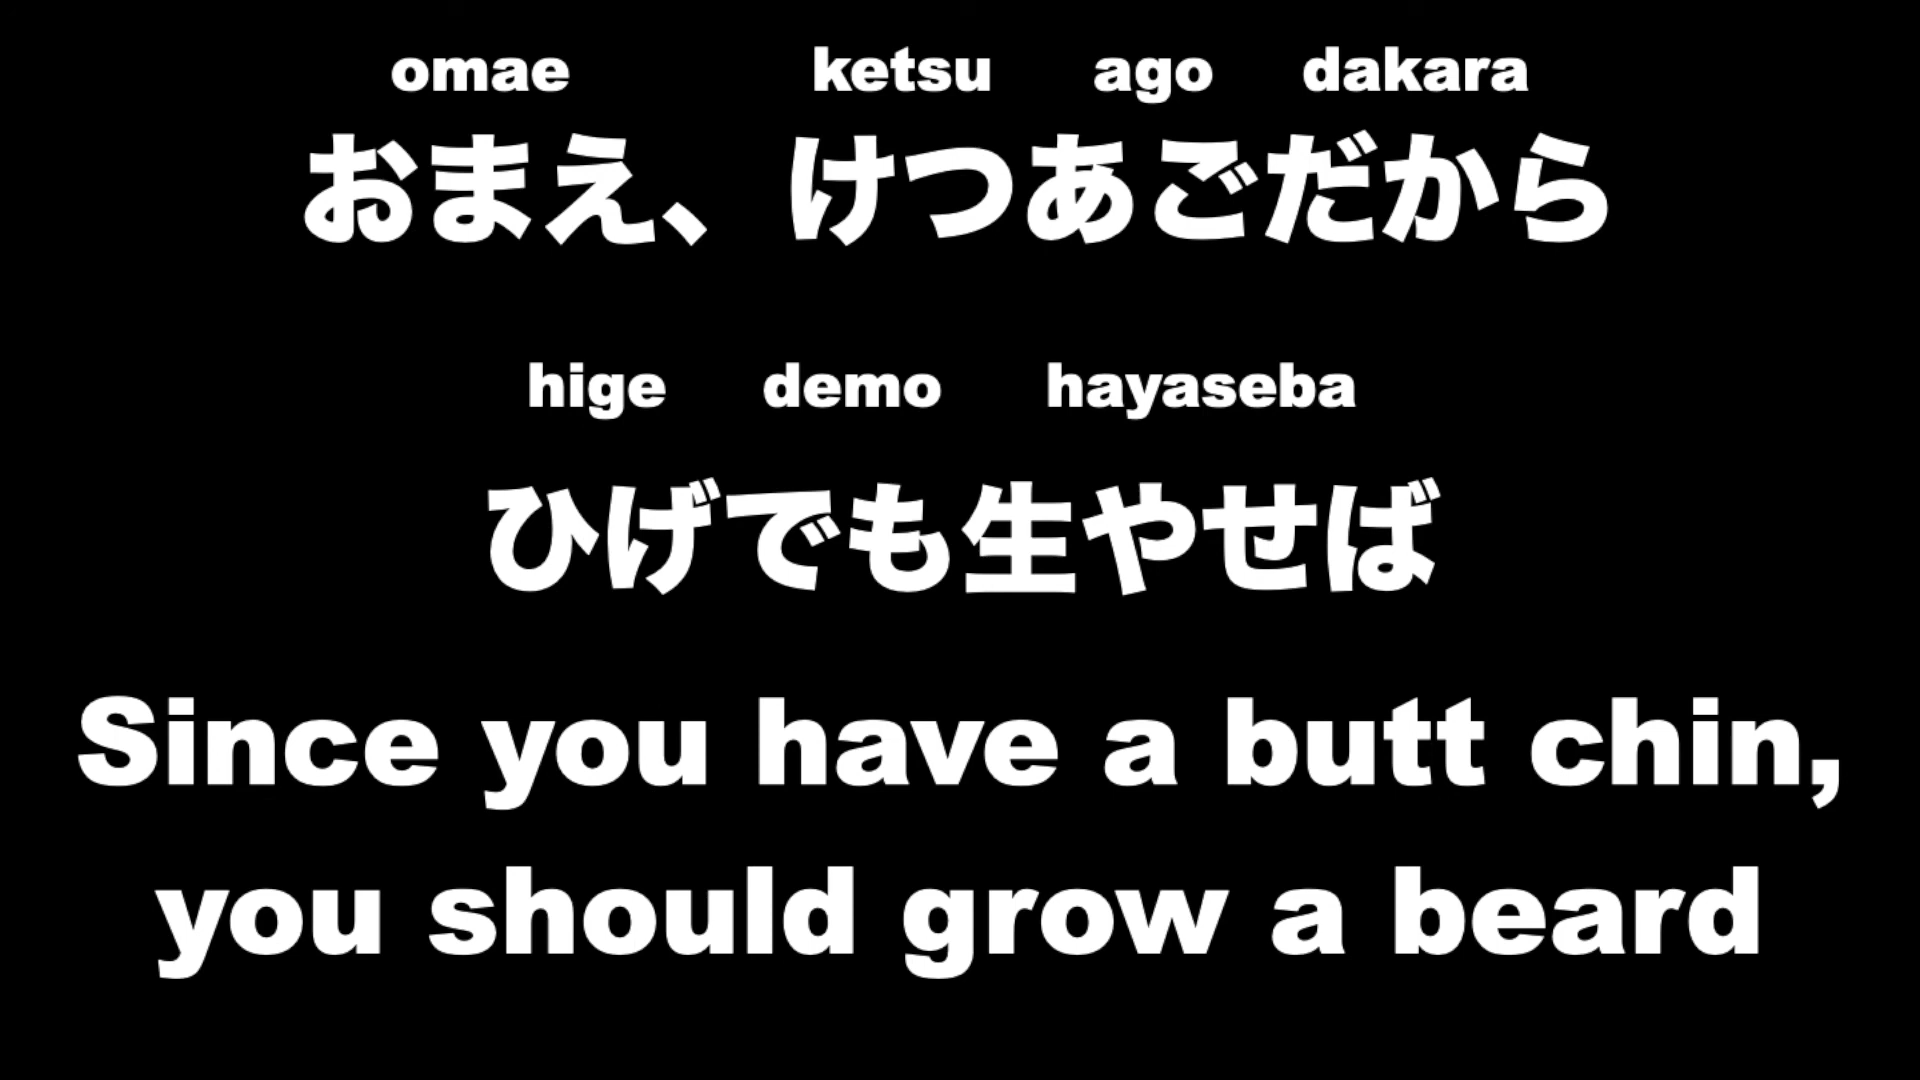 omae ketsu ago dakara
おまえ、けつあごだから
hige demo hayaseba
ひげでも生やせば
Since you have a butt chin,
you should grow a beard